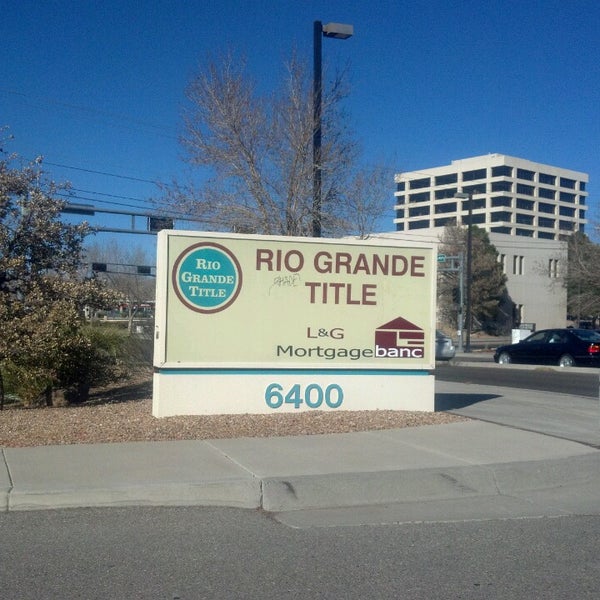 RIO
GRANDE
TITLE
RIO GRANDE
TITLE
L&G
Mortgagebanc
6400